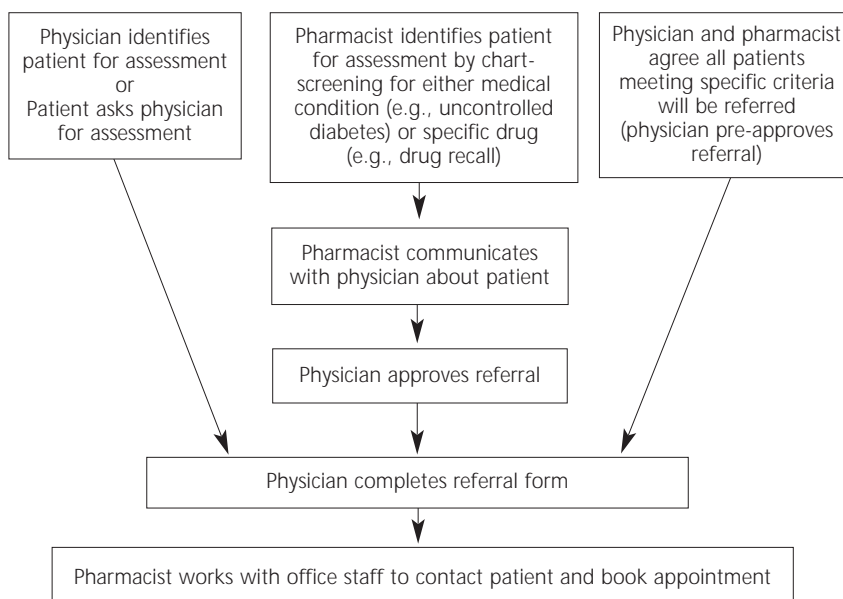 Physician identifies
patient for assessment
or
Patient asks physician
for assessment
Pharmacist identifies patient
for assessment by chart-
screening for either medical
condition (e.g., uncontrolled
diabetes) or specific drug
(e.g., drug recall)
Physician and pharmacist
agree all patients
meeting specific criteria
will be referred
(physician pre-approves
referral)
Pharmacist communicates
with physician about patient
Physician approves referral
Physician completes referral form
Pharmacist works with office staff to contact patient and book appointment